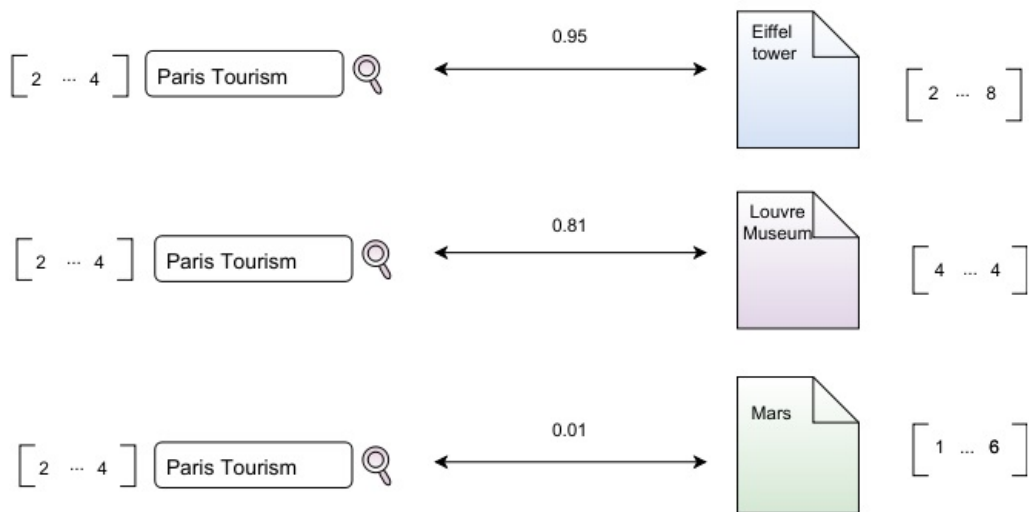 0.95
[ 2 ... 4 ] Paris Tourism
Eiffel
tower
[ 2 ... 8 ]
0.81
[ 2 ... 4 ] Paris Tourism
Louvre
Museum
[ 4 ... 4 ]
0.01
[ 2 ... 4 ] Paris Tourism
Mars
[ 1 ... 6 ]